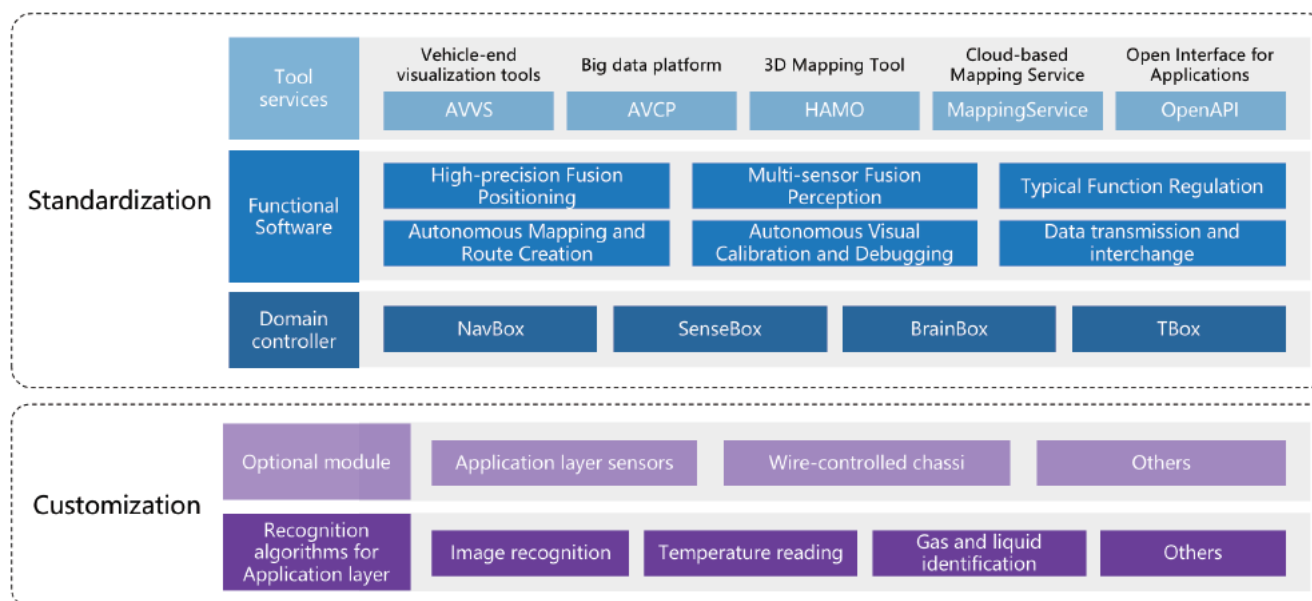 Standardization
Tool
services
Vehicle-end
visualization tools
AVVS
Big data platform
AVCP
3D Mapping Tool
HAMO
Cloud-based
Mapping Service
MappingService
Open Interface for
Applications
OpenAPI
Functional
Software
High-precision Fusion
Positioning
Multi-sensor Fusion
Perception
Typical Function Regulation
Autonomous Mapping and
Route Creation
Autonomous Visual
Calibration and Debugging
Data transmission and
interchange
Domain
controller
NavBox
SenseBox
BrainBox
TBox
Customization
Optional module
Application layer sensors
Wire-controlled chassi
Others
Recognition
algorithms for
Application layer
Image recognition
Temperature reading
Gas and liquid
identification
Others